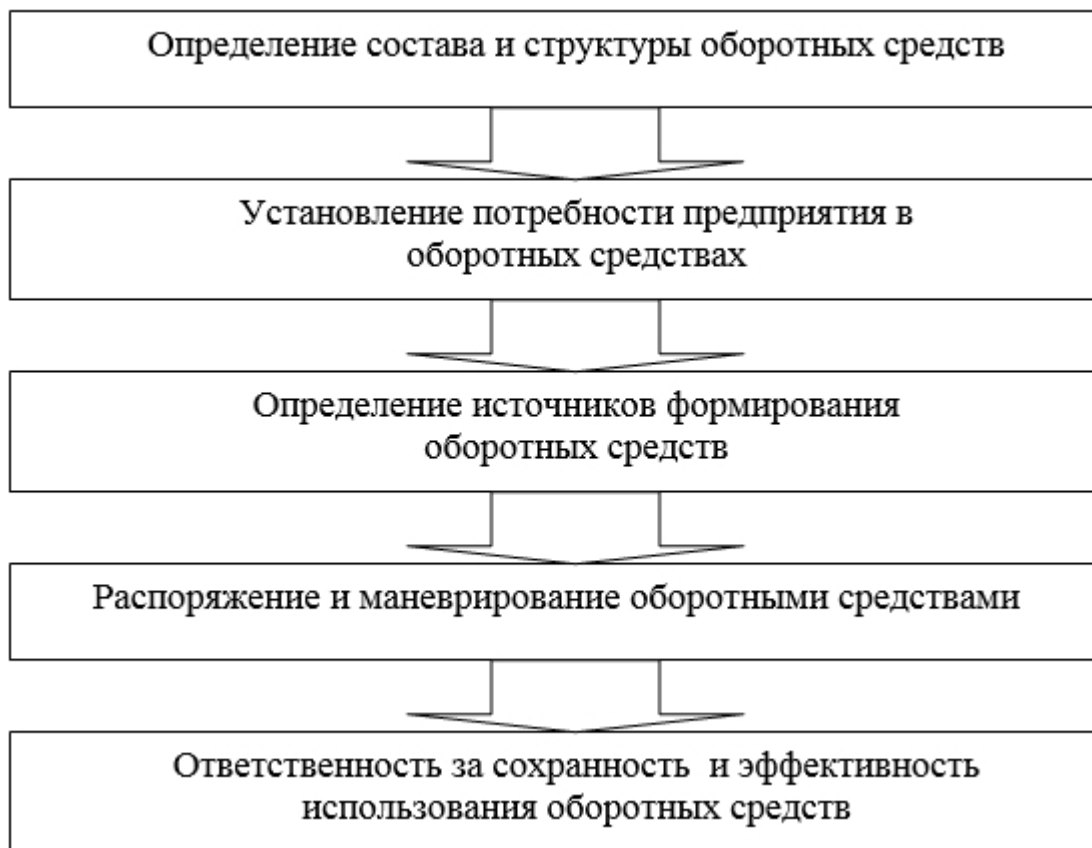 Определение состава и структуры оборотных средств
Установление потребности предприятия в
оборотных средствах
Определение источников формирования
оборотных средств
Распоряжение и маневрирование оборотными средствами
Ответственность за сохранность  и эффективность
использования оборотных средств